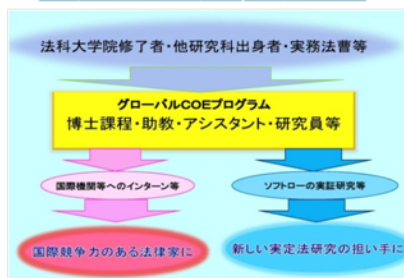 法科大学院修了者・他研究科出身者・実務法曹等
グローバルCOEプログラム
博士課程・助教・アシスタント・研究員等
国際機関等へのインターン等
ソフトローの実証研究等
国際競争力のある法律家に
新しい実定法研究の担い手に